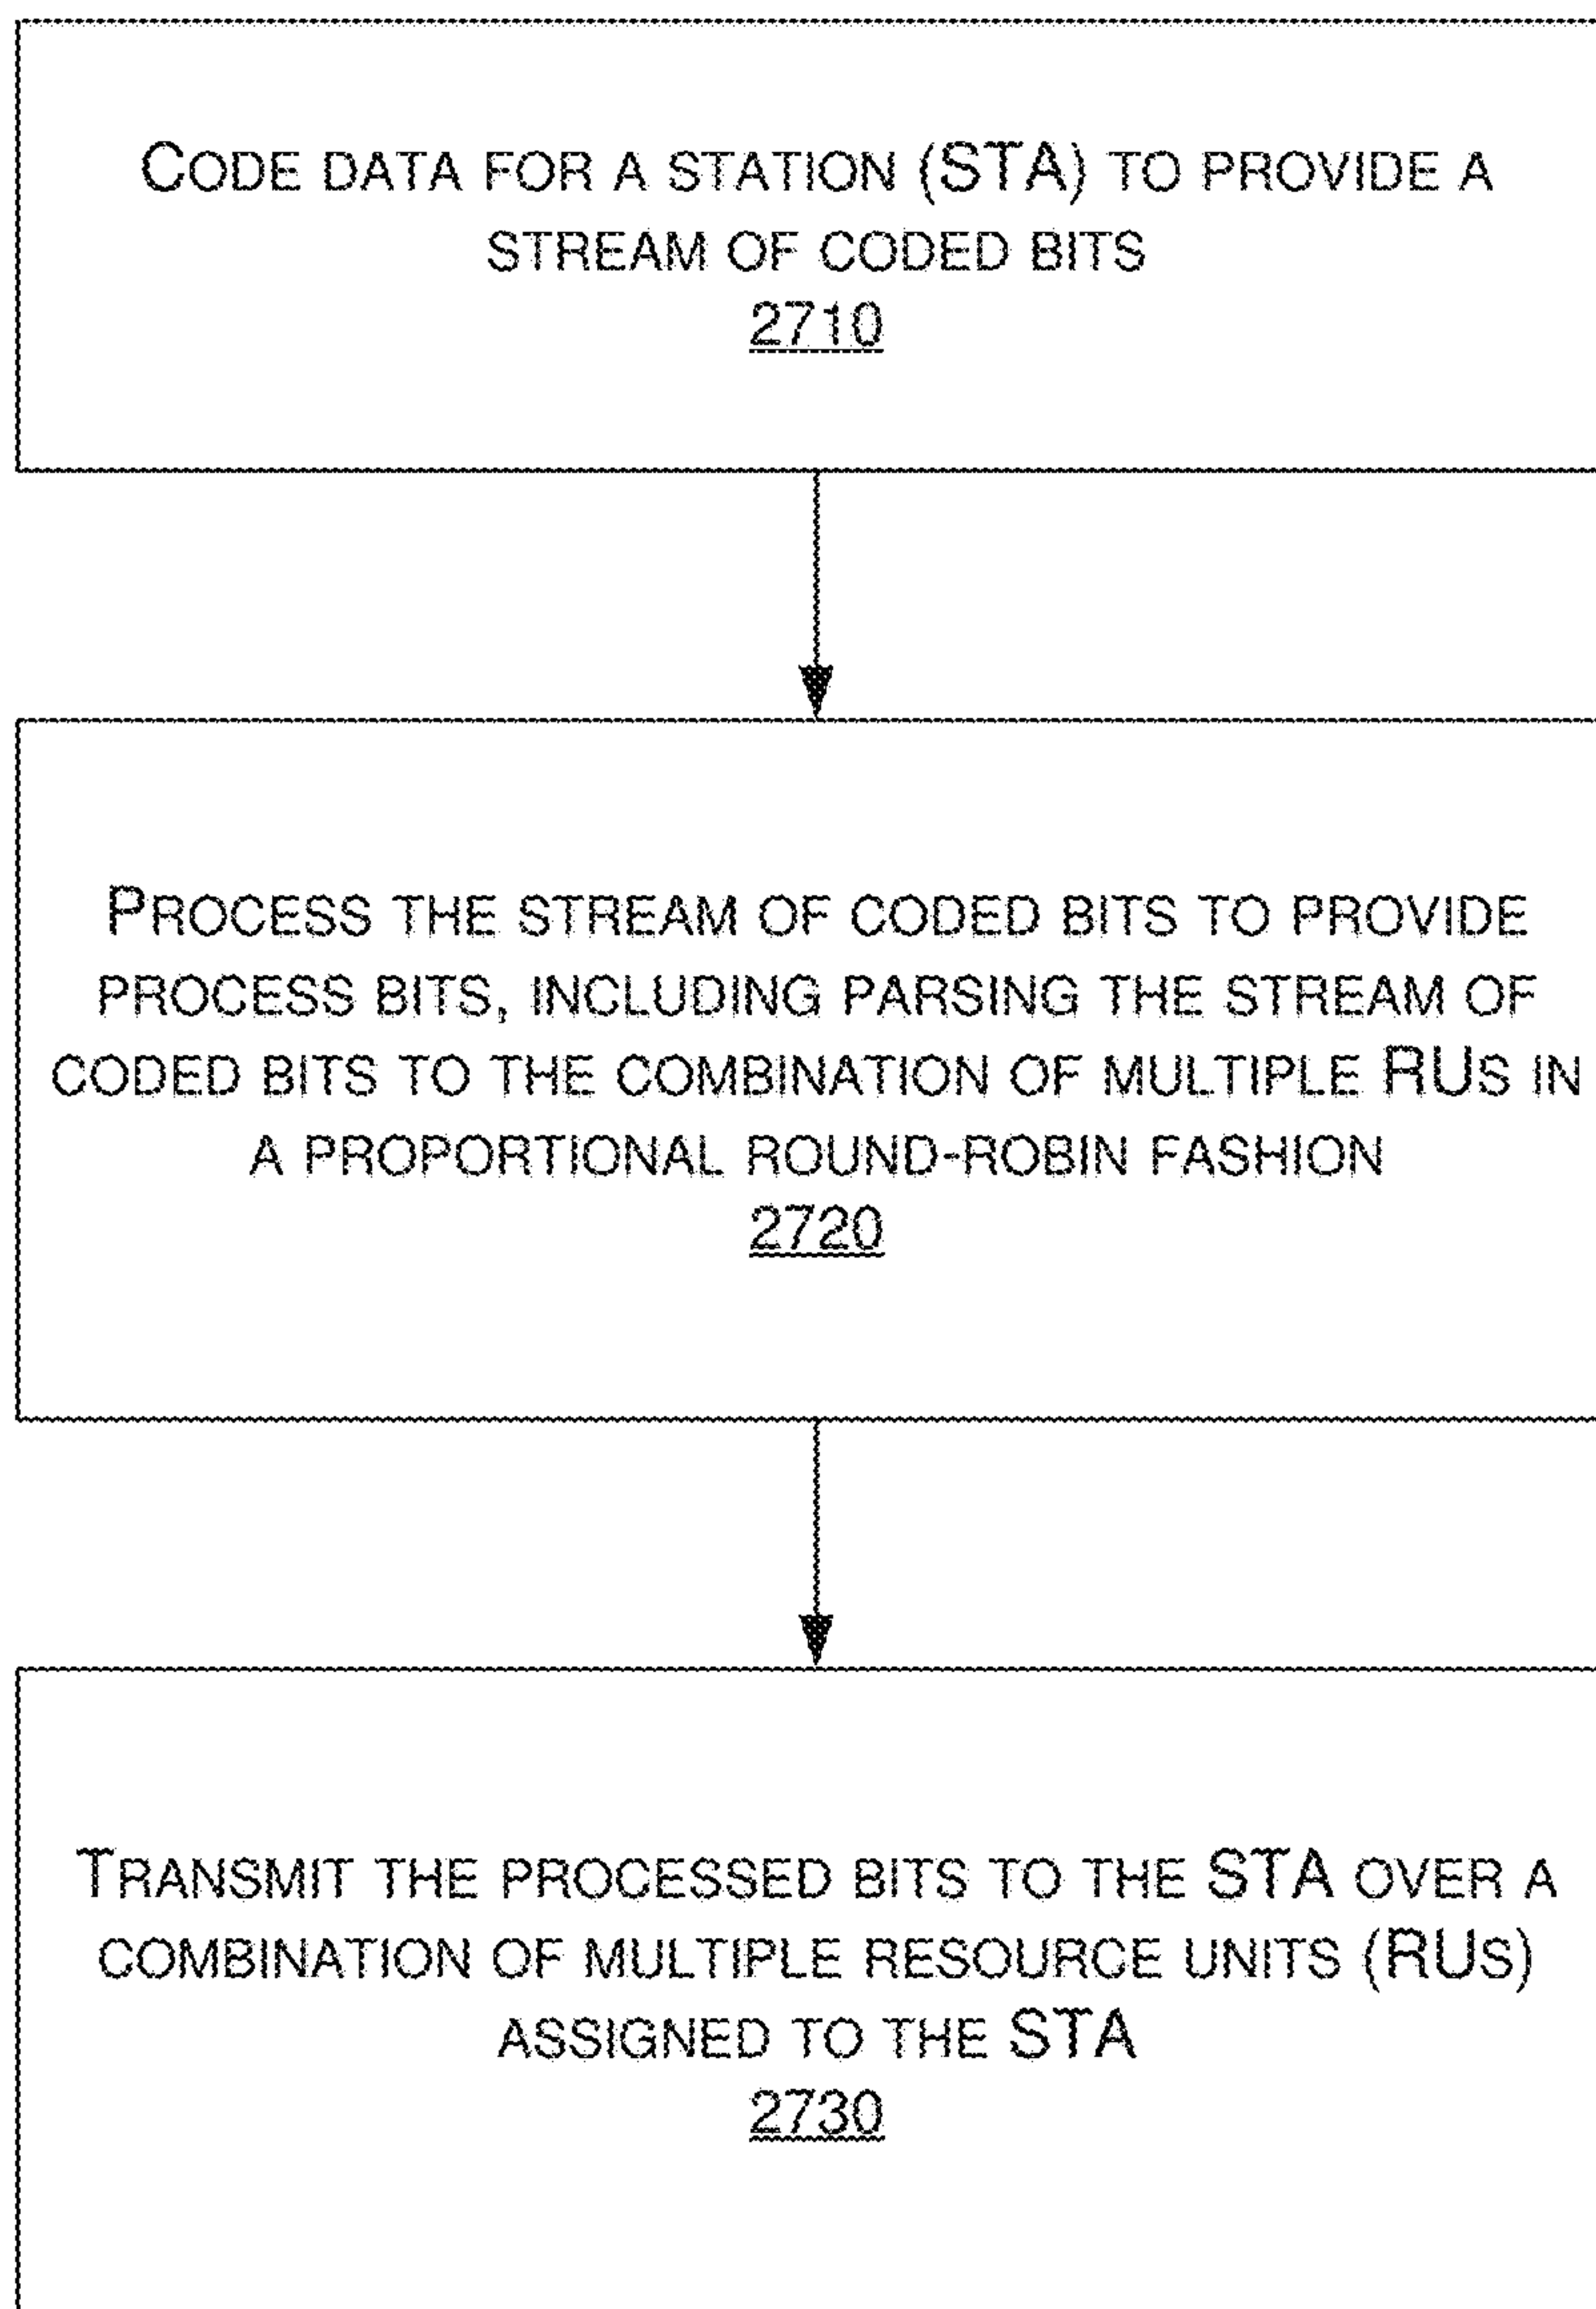 CODE DATA FOR A STATION (STA) TO PROVIDE A
STREAM OF CODED BITS
2710
PROCESS THE STREAM OF CODED BITS TO PROVIDE
PROCESS BITS, INCLUDING PARSING THE STREAM OF
CODED BITS TO THE COMBINATION OF MULTIPLE RUS IN
A PROPORTIONAL ROUND-ROBIN FASHION
2720
TRANSMIT THE PROCESSED BITS TO THE STA OVER A
COMBINATION OF MULTIPLE RESOURCE UNITS (RUS)
ASSIGNED TO THE STA
2730